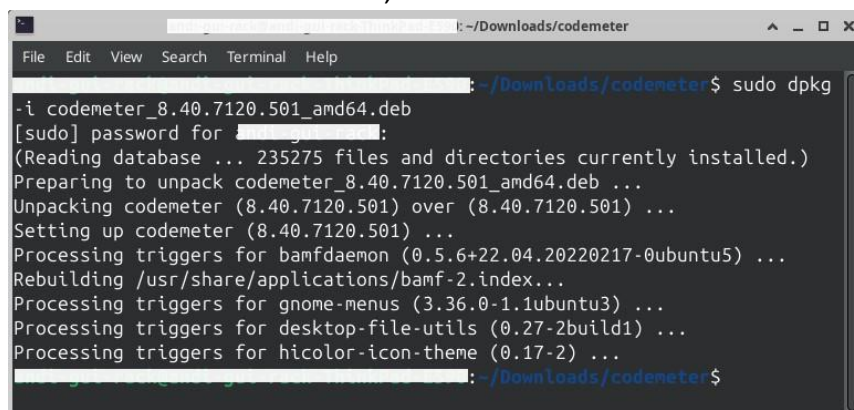 : ~/Downloads/codemeter
File Edit View Search Terminal Help
:~/Downloads/codemeter$ sudo dpkg
-i codemeter_8.40.7120.501_amd64.deb
[sudo] password for :
(Reading database ... 235275 files and directories currently installed.)
Preparing to unpack codemeter_8.40.7120.501_amd64.deb ...
Unpacking codemeter (8.40.7120.501) over (8.40.7120.501) ...
Setting up codemeter (8.40.7120.501) ...
Processing triggers for bamfdaemon (0.5.6+22.04.20220217-0ubuntu5) ...
Rebuilding /usr/share/applications/bamf-2.index...
Processing triggers for gnome-menus (3.36.0-1.1ubuntu3) ...
Processing triggers for desktop-file-utils (0.27-2build1) ...
Processing triggers for hicolor-icon-theme (0.17-2) ...
:~/Downloads/codemeter$